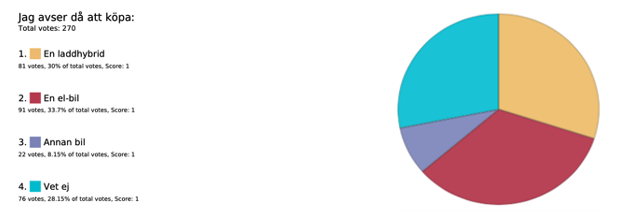 Jag avser då att köpa:
Total votes: 270
1. En laddhybrid
81 votes, 30% of total votes, Score: 1
2. En el-bil
91 votes, 33.7% of total votes, Score: 1
3. Annan bil
22 votes, 8.15% of total votes, Score: 1
4. Vet ej
76 votes, 28.15% of total votes, Score: 1